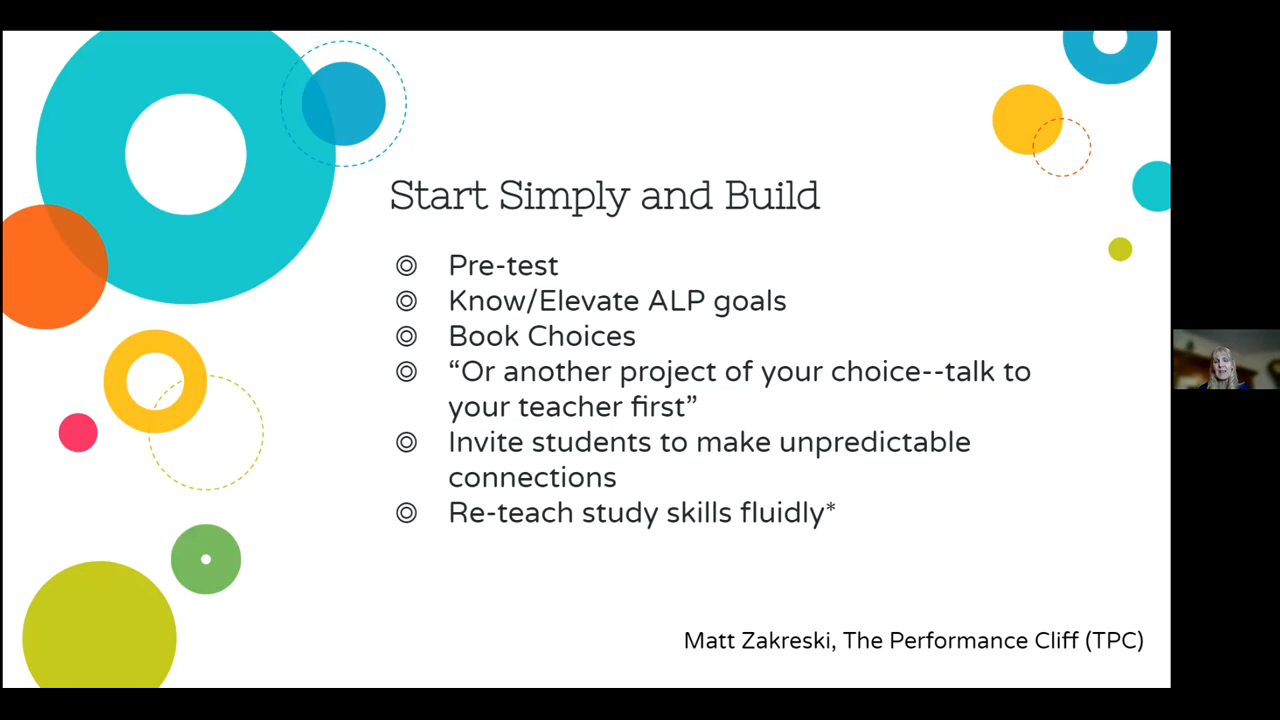 Start Simply and Build
Pre-test
Know/Elevate ALP goals
Book Choices
“Or another project of your choice--talk to
your teacher first”
Invite students to make unpredictable
connections
Re-teach study skills fluidly*
Matt Zakreski, The Performance Cliff (TPC)